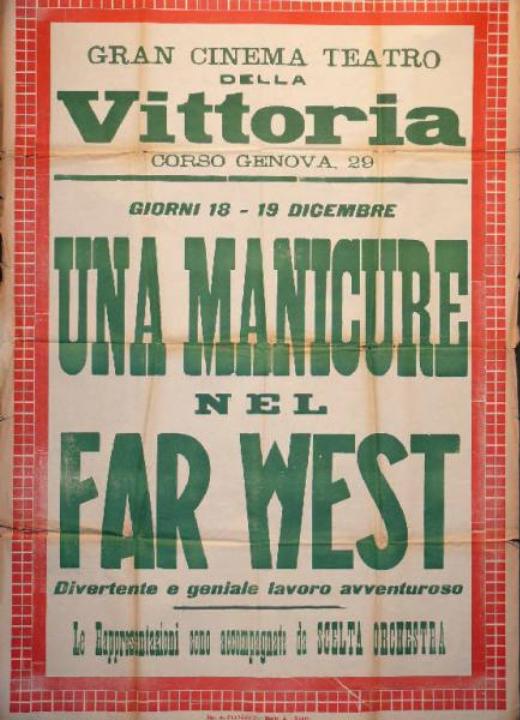 GRAN CINEMA TEATRO
DELLA
Vittoria
CORSO GENOVA, 29
GIORNI 18 - 19 DICEMBRE
UNA MANICURE
NEL
FAR WEST
Divertente e geniale lavoro avventuroso
Le Rappresentazioni sono accompagnate da SCELTA ORCHESTRA